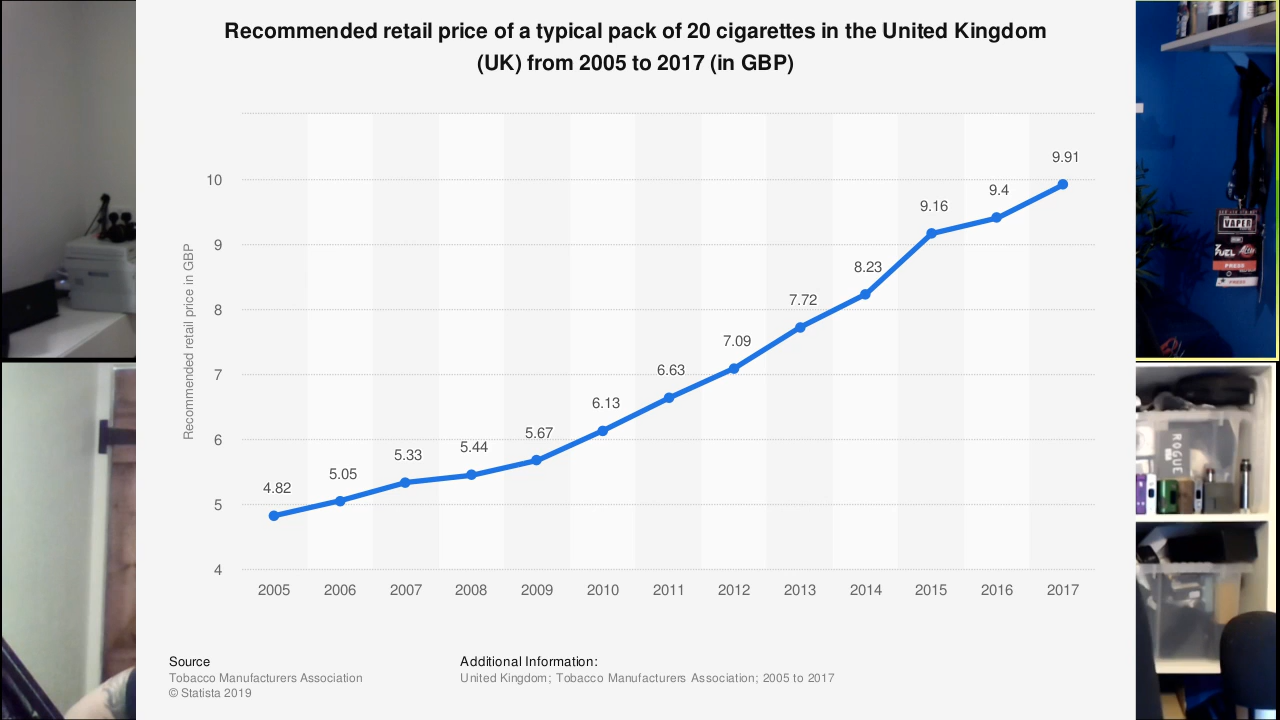 Recommended retail price of a typical pack of 20 cigarettes in the United Kingdom
(UK) from 2005 to 2017 (in GBP)
Recommended retail price in GBP
10
9
8
7
6
5
4
4.82
5.05
5.33
5.44
5.67
6.13
6.63
7.09
7.72
8.23
9.16
9.4
9.91
2005
2006
2007
2008
2009
2010
2011
2012
2013
2014
2015
2016
2017
Source
Tobacco Manufacturers Association
© Statista 2019
Additional Information:
United Kingdom; Tobacco Manufacturers Association; 2005 to 2017
VAPER
FUEL
PRESS
PRESS
ROGUE